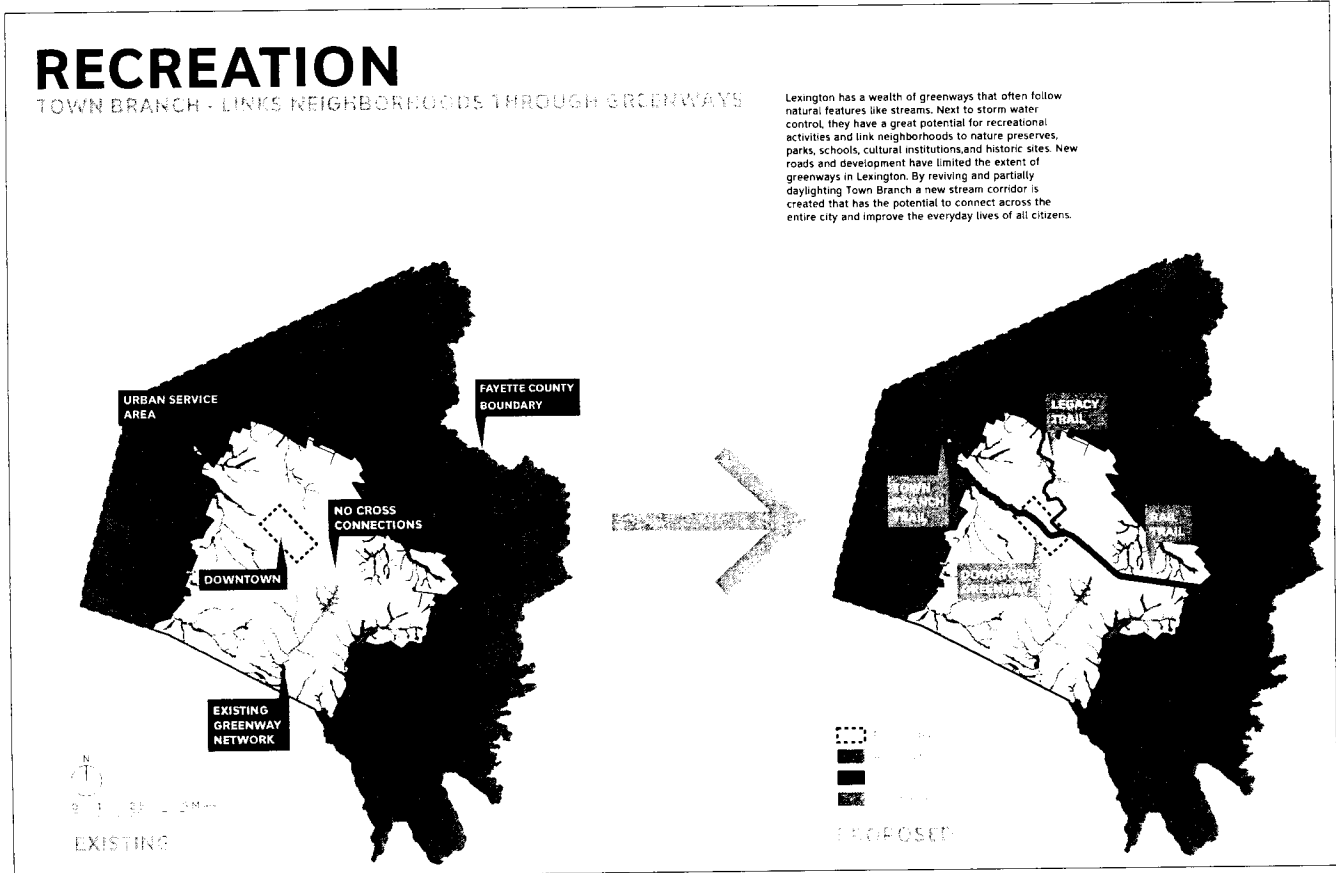 RECREATION
TOWN BRANCH - LINKS NEIGHBORHOODS THROUGH GREENWAYS
Lexington has a wealth of greenways that often follow
natural features like streams. Next to storm water
control, they have a great potential for recreational
activities and link neighborhoods to nature preserves,
parks, schools, cultural institutions,and historic sites. New
roads and development have limited the extent of
greenways in Lexington. By reviving and partially
daylighting Town Branch a new stream corridor is
created that has the potential to connect across the
entire city and improve the everyday lives of all citizens.
URBAN SERVICE
AREA
FAYETTE COUNTY
BOUNDARY
NO CROSS
CONNECTIONS
DOWNTOWN
EXISTING
GREENWAY
NETWORK
N
EXISTING
LEGACY
TRAIL
TOWN
BRANCH
TRAIL
RAIL
TRAIL
PROPOSED